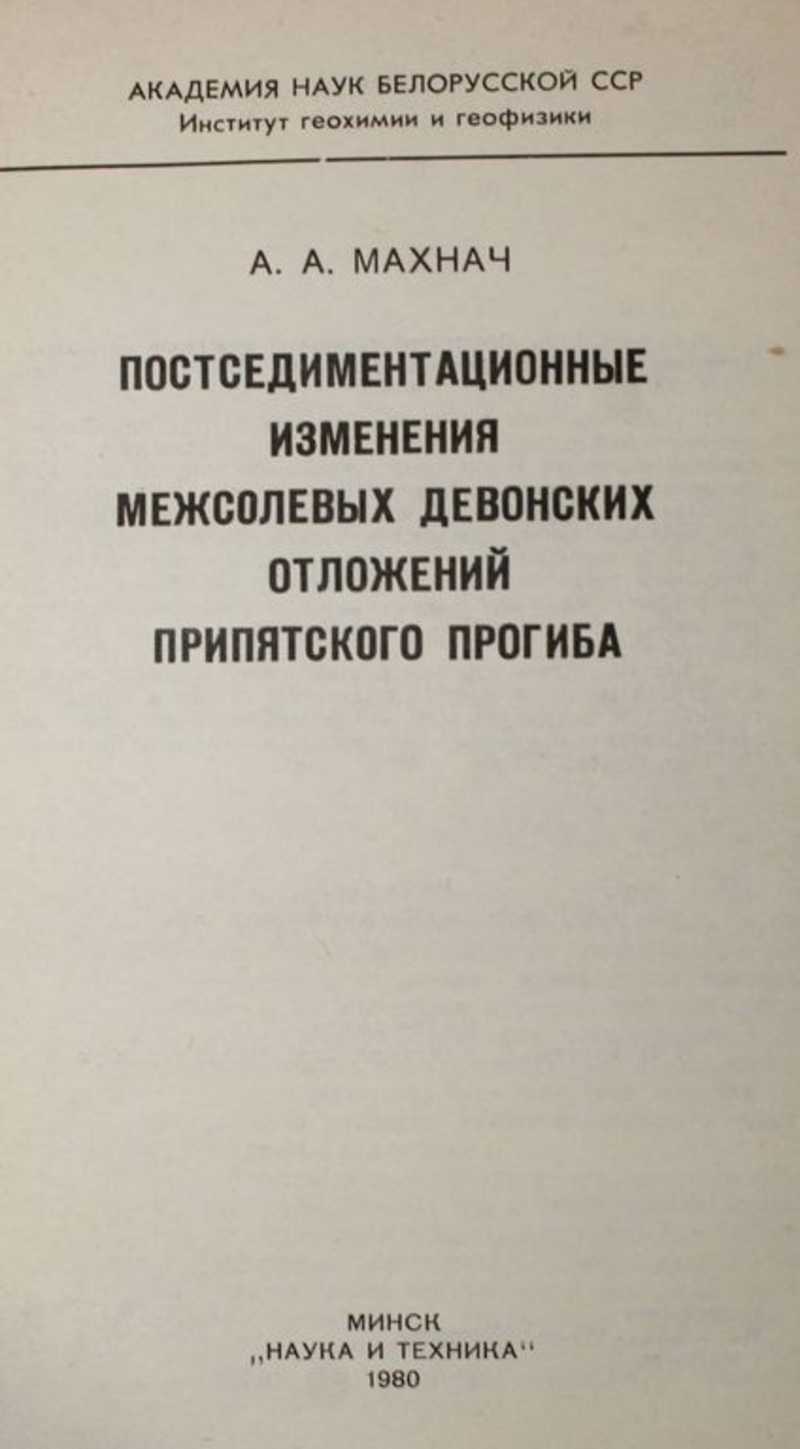 АКАДЕМИЯ НАУК БЕЛОРУССКОЙ ССР
Институт геохимии и геофизики
А. А. МАХНАЧ
ПОСТСЕДИМЕНТАЦИОННЫЕ
ИЗМЕНЕНИЯ
МЕЖСОЛЕВЫХ ДЕВОНСКИХ
ОТЛОЖЕНИЙ
ПРИПЯТСКОГО ПРОГИБА
МИНСК
„НАУКА И ТЕХНИКА“
1980